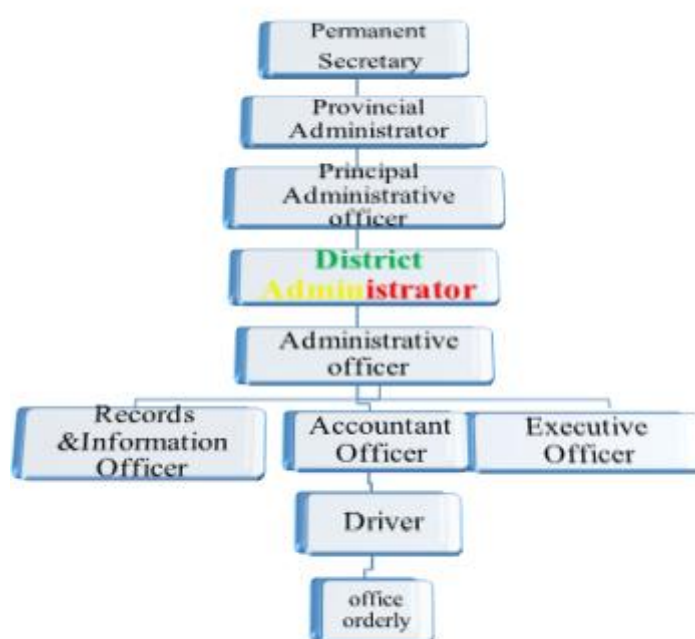 Permanent
Secretary
Provincial
Administrator
Principal
Administrative
officer
District
Administrator
Administrative
officer
Records
&Information
Officer
Accountant
Officer
Executive
Officer
Driver
office
orderly